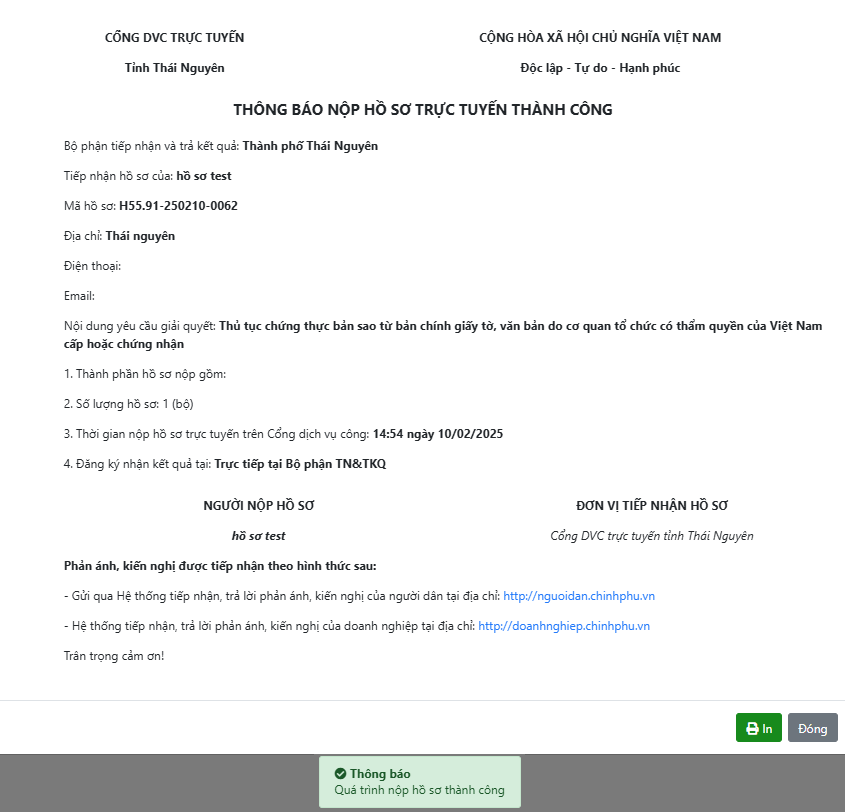 CỔNG DVC TRỰC TUYẾN
CỘNG HÒA XÃ HỘI CHỦ NGHĨA VIỆT NAM
Tỉnh Thái Nguyên
Độc lập - Tự do - Hạnh phúc
THÔNG BÁO NỘP HỒ SƠ TRỰC TUYẾN THÀNH CÔNG
Bộ phận tiếp nhận và trả kết quả: Thành phố Thái Nguyên
Tiếp nhận hồ sơ của: hồ sơ test
Mã hồ sơ: H55.91-250210-0062
Địa chỉ: Thái nguyên
Điện thoại:
Email:
Nội dung yêu cầu giải quyết: Thủ tục chứng thực bản sao từ bản chính giấy tờ, văn bản do cơ quan tổ chức có thẩm quyền của Việt Nam
cấp hoặc chứng nhận
1. Thành phần hồ sơ nộp gồm:
2. Số lượng hồ sơ: 1 (bộ)
3. Thời gian nộp hồ sơ trực tuyến trên Cổng dịch vụ công: 14:54 ngày 10/02/2025
4. Đăng ký nhận kết quả tại: Trực tiếp tại Bộ phận TN&TKQ
NGƯỜI NỘP HỒ SƠ
ĐƠN VỊ TIẾP NHẬN HỒ SƠ
hồ sơ test
Cổng DVC trực tuyến tỉnh Thái Nguyên
Phản ánh, kiến nghị được tiếp nhận theo hình thức sau:
- Gửi qua Hệ thống tiếp nhận, trả lời phản ánh, kiến nghị của người dân tại địa chỉ: http://nguoidan.chinhphu.vn
- Hệ thống tiếp nhận, trả lời phản ánh, kiến nghị của doanh nghiệp tại địa chỉ: http://doanhnghiep.chinhphu.vn
Trân trọng cảm ơn!
In
Đóng
Thông báo
Quá trình nộp hồ sơ thành công